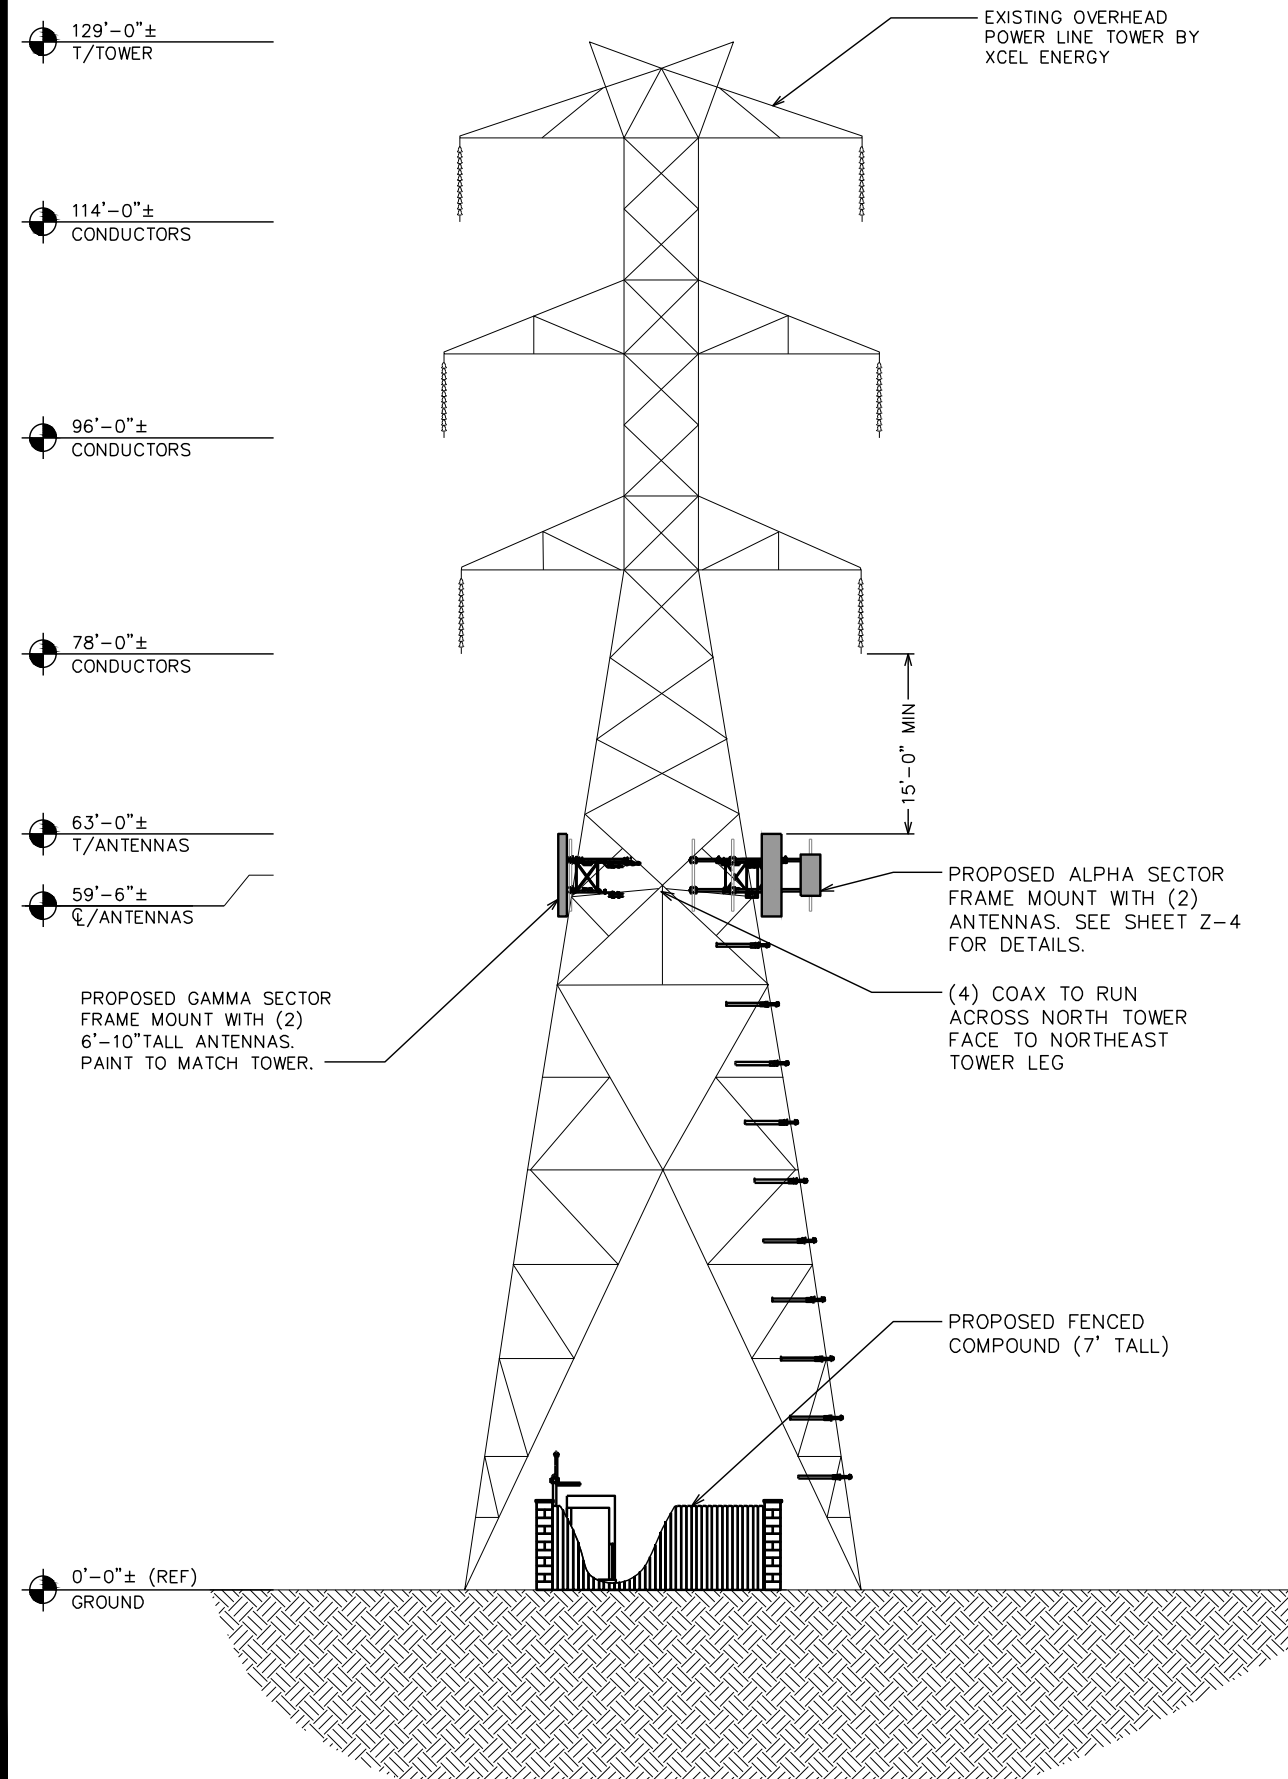 129'-0"±
T/TOWER
EXISTING OVERHEAD
POWER LINE TOWER BY
XCEL ENERGY
114'-0"±
CONDUCTORS
96'-0"±
CONDUCTORS
78'-0"±
CONDUCTORS
15'-0" MIN
63'-0"±
T/ANTENNAS
59'-6"±
℄/ANTENNAS
PROPOSED ALPHA SECTOR
FRAME MOUNT WITH (2)
ANTENNAS. SEE SHEET Z-4
FOR DETAILS.
PROPOSED GAMMA SECTOR
FRAME MOUNT WITH (2)
6'-10"TALL ANTENNAS.
PAINT TO MATCH TOWER.
(4) COAX TO RUN
ACROSS NORTH TOWER
FACE TO NORTHEAST
TOWER LEG
PROPOSED FENCED
COMPOUND (7' TALL)
0'-0"± (REF)
GROUND